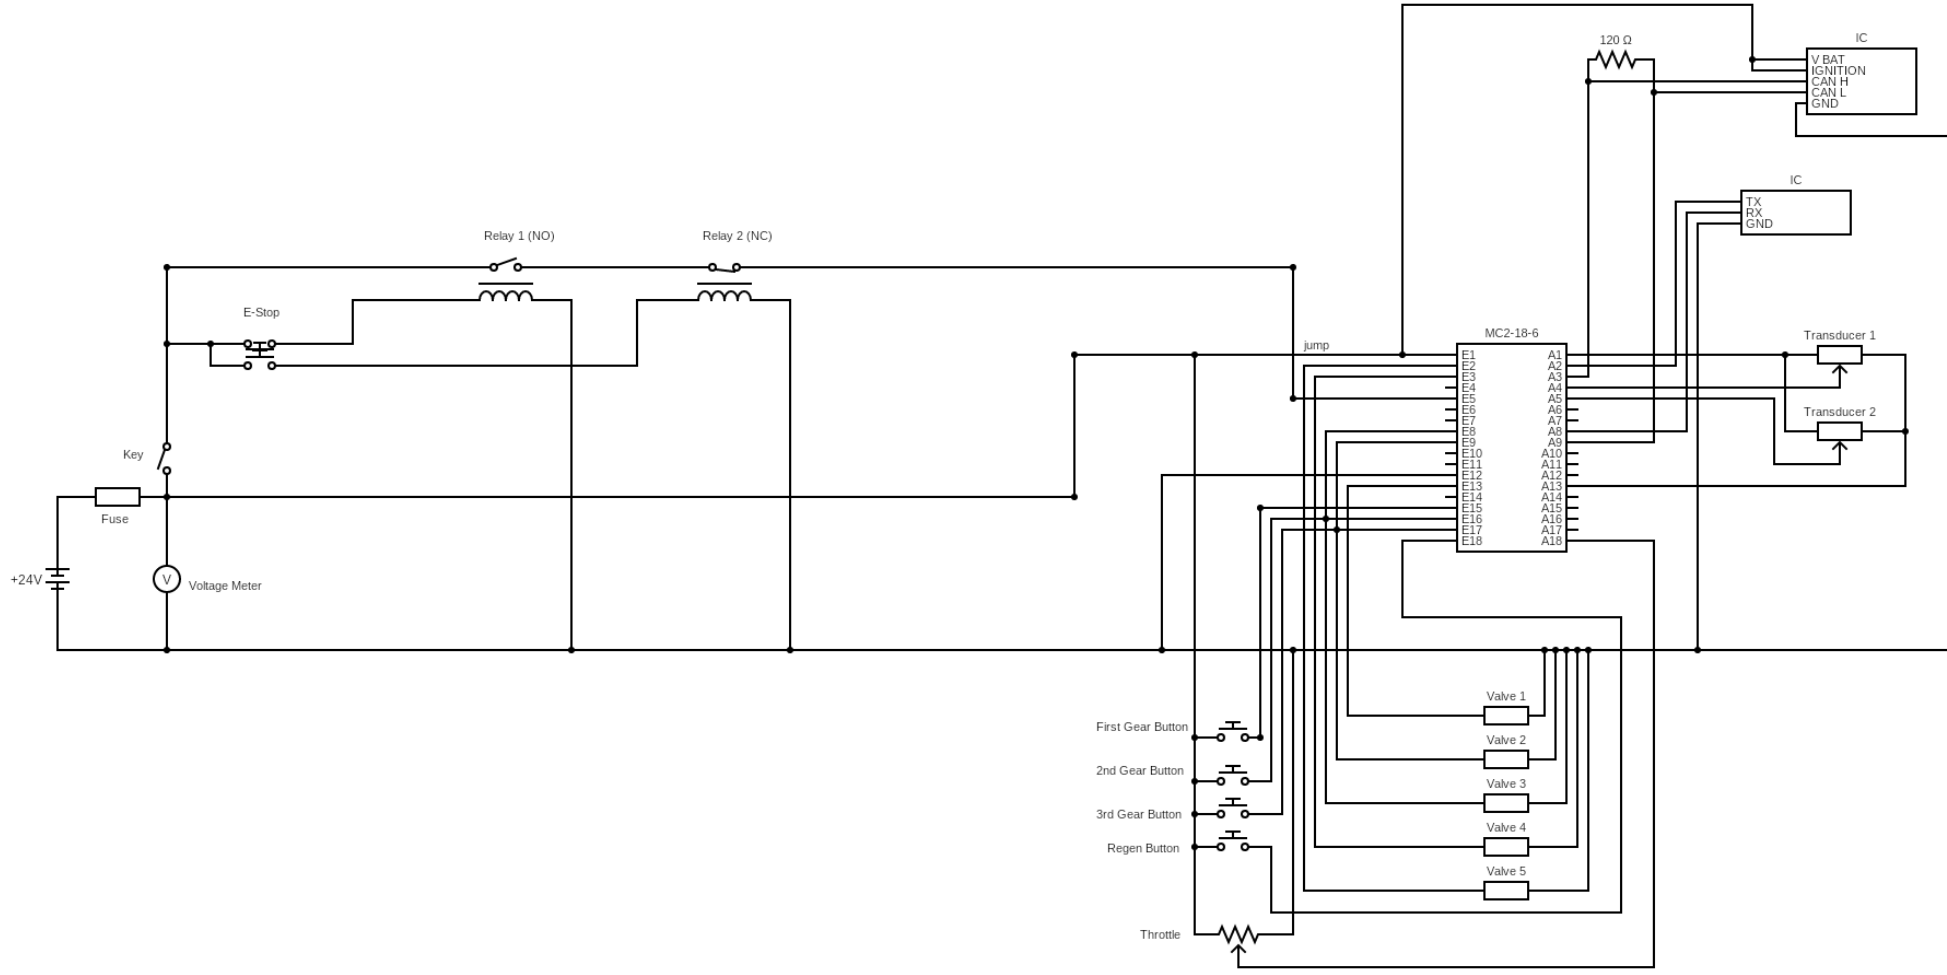 120 Ω
IC
V BAT
IGNITION
CAN H
CAN L
GND
IC
TX
RX
GND
Relay 1 (NO)
Relay 2 (NC)
E-Stop
jump
MC2-18-6
E1 A1
E2 A2
E3 A3
E4 A4
E5 A5
E6 A6
E7 A7
E8 A8
E9 A9
E10 A10
E11 A11
E12 A12
E13 A13
E14 A14
E15 A15
E16 A16
E17 A17
E18 A18
Transducer 1
Transducer 2
Key
Fuse
+24V
V
Voltage Meter
First Gear Button
2nd Gear Button
3rd Gear Button
Regen Button
Throttle
Valve 1
Valve 2
Valve 3
Valve 4
Valve 5